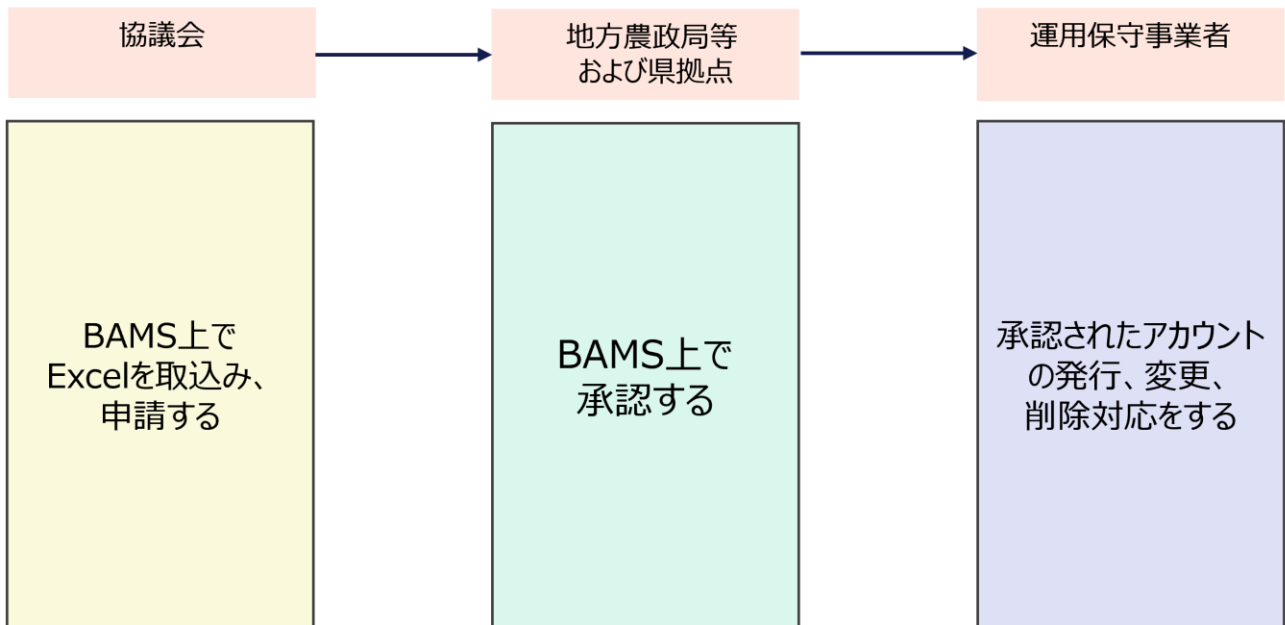 協議会
地方農政局等
および県拠点
運用保守事業者
BAMS上で
Excelを取込み、
申請する
BAMS上で
承認する
承認されたアカウント
の発行、変更、
削除対応をする